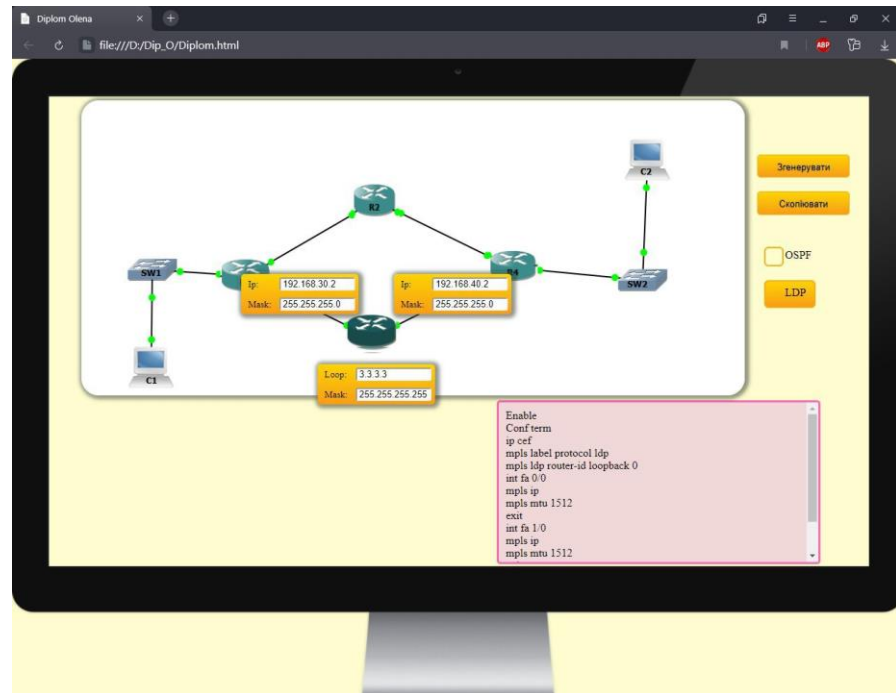 Diplom Olena
file:///D:/Dip_O/Diplom.html
ABP
C2
Згенерувати
Скопіювати
R2
OSPF
SW1
R4
SW2
LDP
Ip: 192.168.30.2
Mask: 255.255.255.0
Ip: 192.168.40.2
Mask: 255.255.255.0
C1
Loop: 3.3.3.3
Mask: 255.255.255.255
Enable
Conf term
ip cef
mpls label protocol ldp
mpls ldp router-id loopback 0
int fa 0/0
mpls ip
mpls mtu 1512
exit
int fa 1/0
mpls ip
mpls mtu 1512